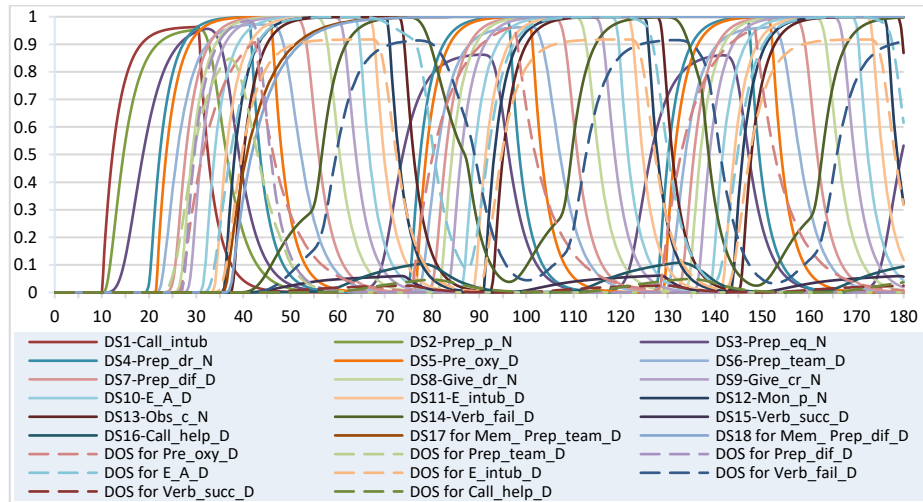 1
0.9
0.8
0.7
0.6
0.5
0.4
0.3
0.2
0.1
0
0 10 20 30 40 50 60 70 80 90 100 110 120 130 140 150 160 170 180
DS1-Call_intub DS2-Prep_p_N DS3-Prep_eq_N
DS4-Prep_dr_N DS5-Pre_oxy_D DS6-Prep_team_D
DS7-Prep_dif_D DS8-Give_dr_N DS9-Give_cr_N
DS10-E_A_D DS11-E_intub_D DS12-Mon_p_N
DS13-Obs_c_N DS14-Verb_fail_D DS15-Verb_succ_D
DS16-Call_help_D DS17 for Mem_ Prep_team_D DS18 for Mem_ Prep_dif_D
DOS for Pre_oxy_D DOS for Prep_team_D DOS for Prep_dif_D
DOS for E_A_D DOS for E_intub_D DOS for Verb_fail_D
DOS for Verb_succ_D DOS for Call_help_D